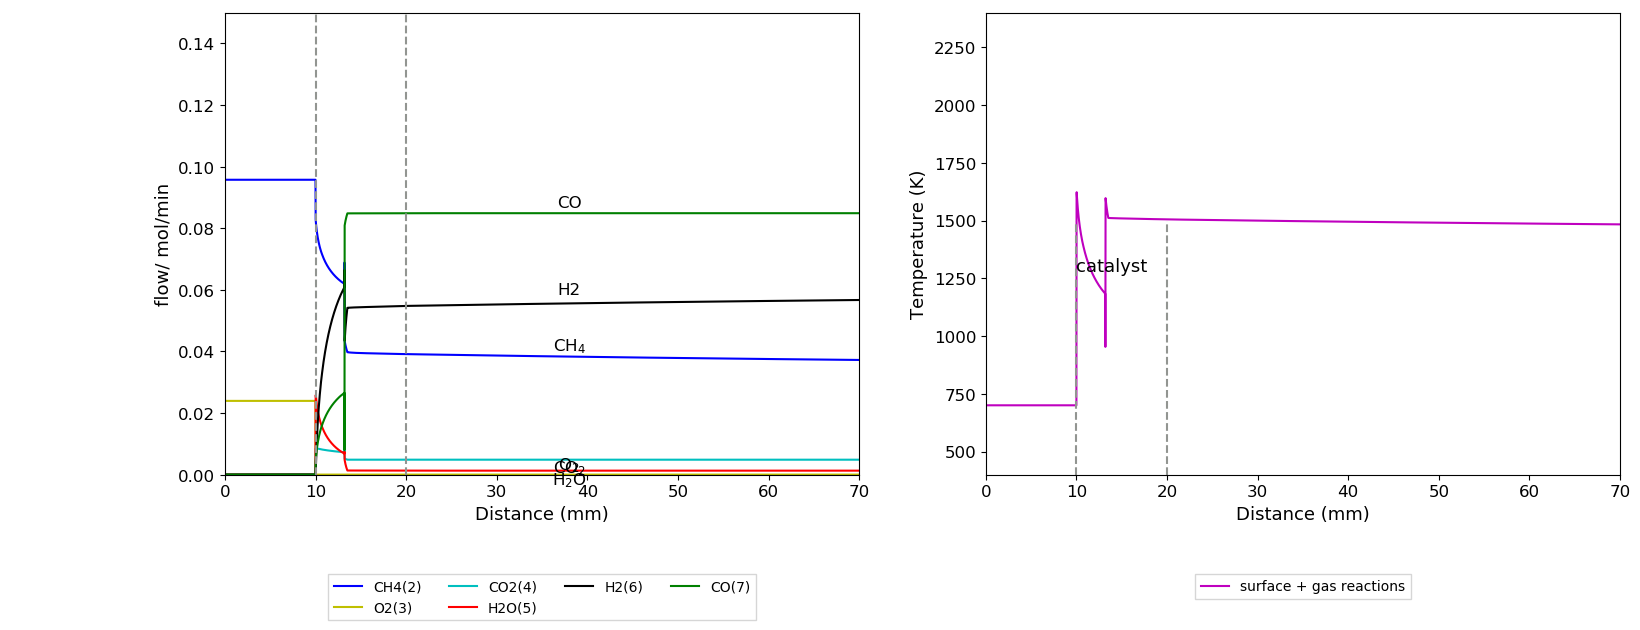 0.14
0.12
0.10
0.08
0.06
0.04
0.02
0.00
flow/ mol/min
CO
H2
CH4
O2
CO2
H2O
0 10 20 30 40 50 60 70
Distance (mm)
CH4(2) CO2(4) H2(6) CO(7)
O2(3) H2O(5)
2250
2000
1750
1500
1250
1000
750
500
Temperature (K)
catalyst
0 10 20 30 40 50 60 70
Distance (mm)
surface + gas reactions